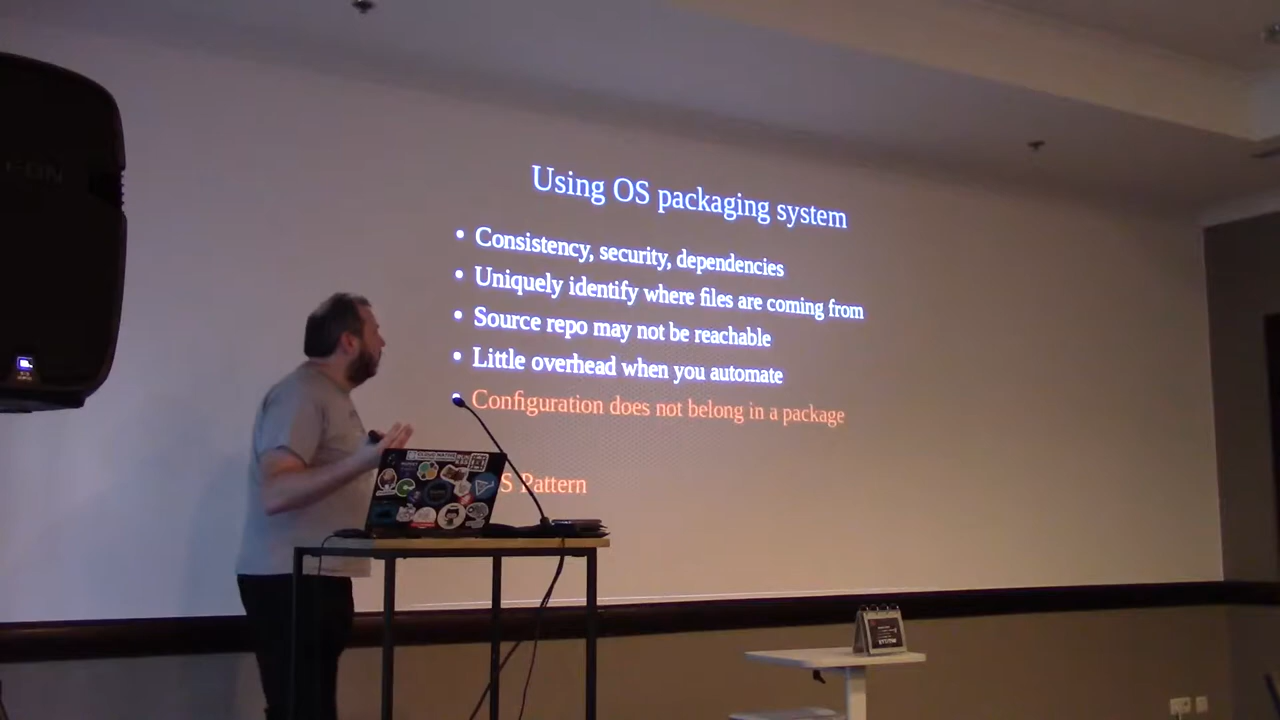 Using OS packaging system
• Consistency, security, dependencies
• Uniquely identify where files are coming from
• Source repo may not be reachable
• Little overhead when you automate
• Configuration does not belong in a package
S Pattern